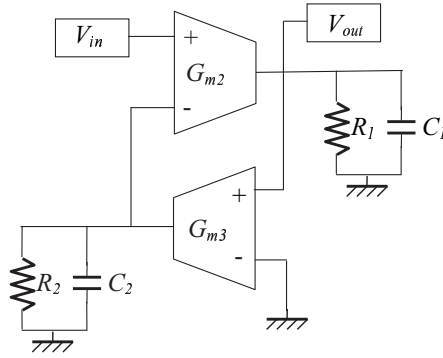 V_in
V_out
+
G_m2
-
R_1
C_1
+
G_m3
-
R_2
C_2